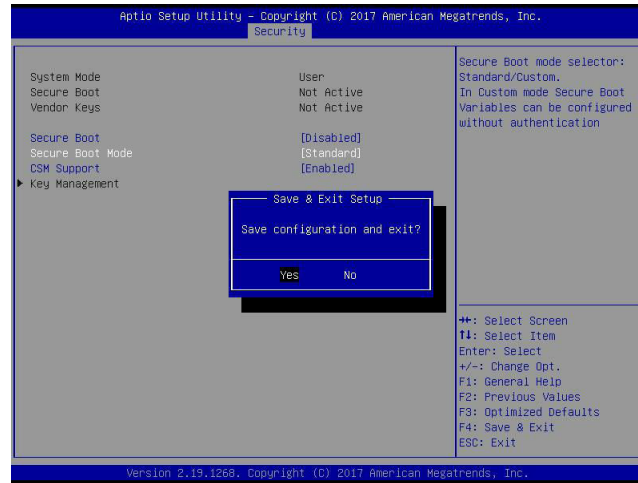 Aptio Setup Utility – Copyright (C) 2017 American Megatrends, Inc.
Security
System Mode User
Secure Boot Not Active
Vendor Keys Not Active
Secure Boot [Disabled]
Secure Boot Mode [Standard]
CSM Support [Enabled]
▶ Key Management
Secure Boot mode selector:
Standard/Custom.
In Custom mode Secure Boot
Variables can be configured
without authentication
Save & Exit Setup
Save configuration and exit?
Yes No
→←: Select Screen
↑↓: Select Item
Enter: Select
+/-: Change Opt.
F1: General Help
F2: Previous Values
F3: Optimized Defaults
F4: Save & Exit
ESC: Exit
Version 2.19.1268. Copyright (C) 2017 American Megatrends, Inc.